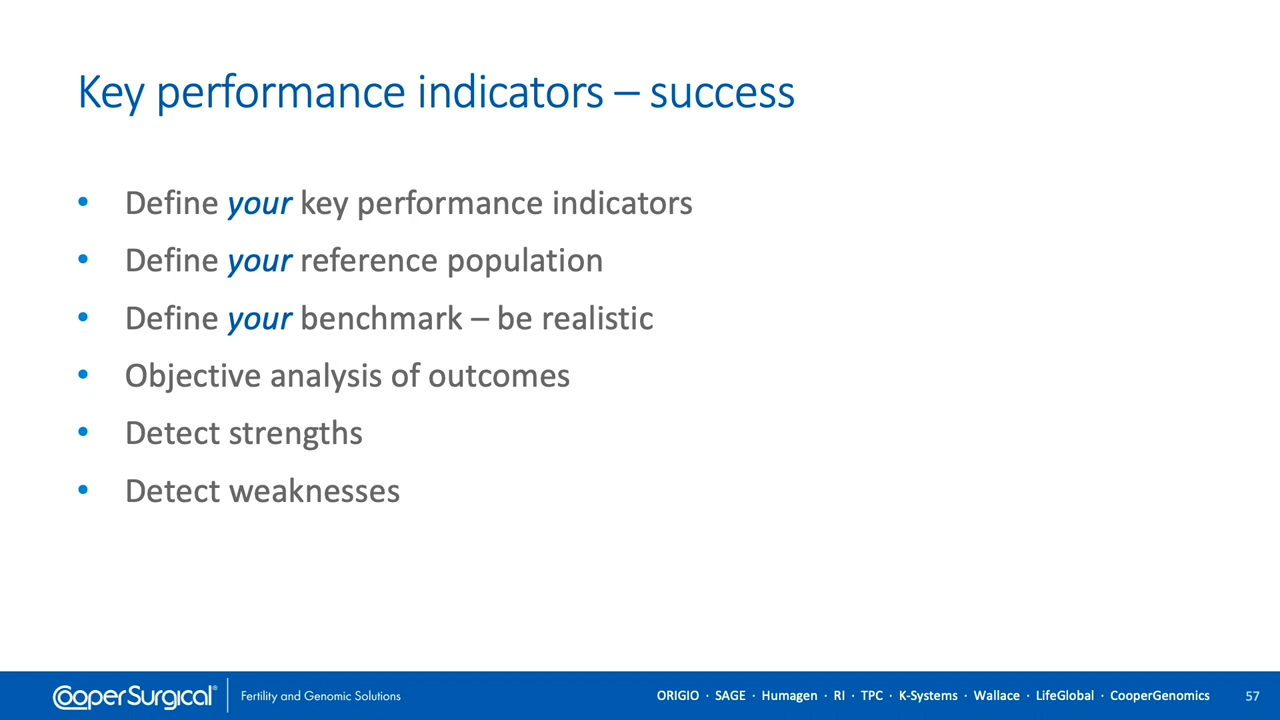 Key performance indicators – success
• Define your key performance indicators
• Define your reference population
• Define your benchmark – be realistic
• Objective analysis of outcomes
• Detect strengths
• Detect weaknesses
CooperSurgical® Fertility and Genomic Solutions ORIGIO · SAGE · Humagen · RI · TPC · K-Systems · Wallace · LifeGlobal · CooperGenomics 57